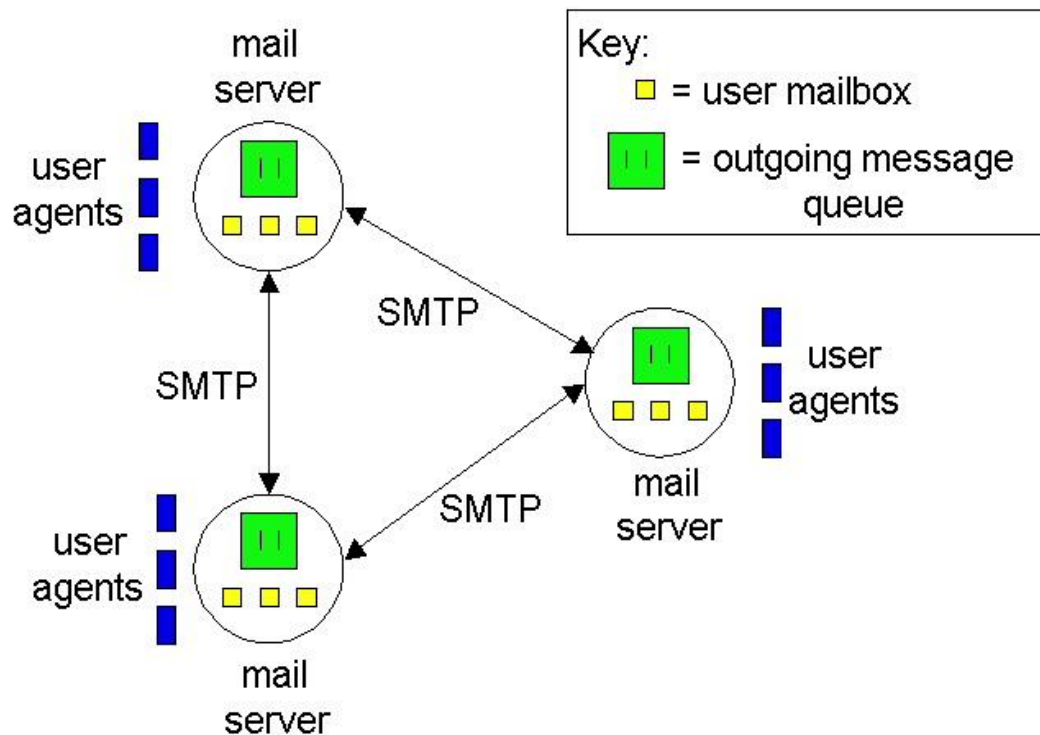 mail
server
Key:
= user mailbox
= outgoing message
queue
user
agents
SMTP
SMTP
user
agents
mail
server
SMTP
user
agents
mail
server